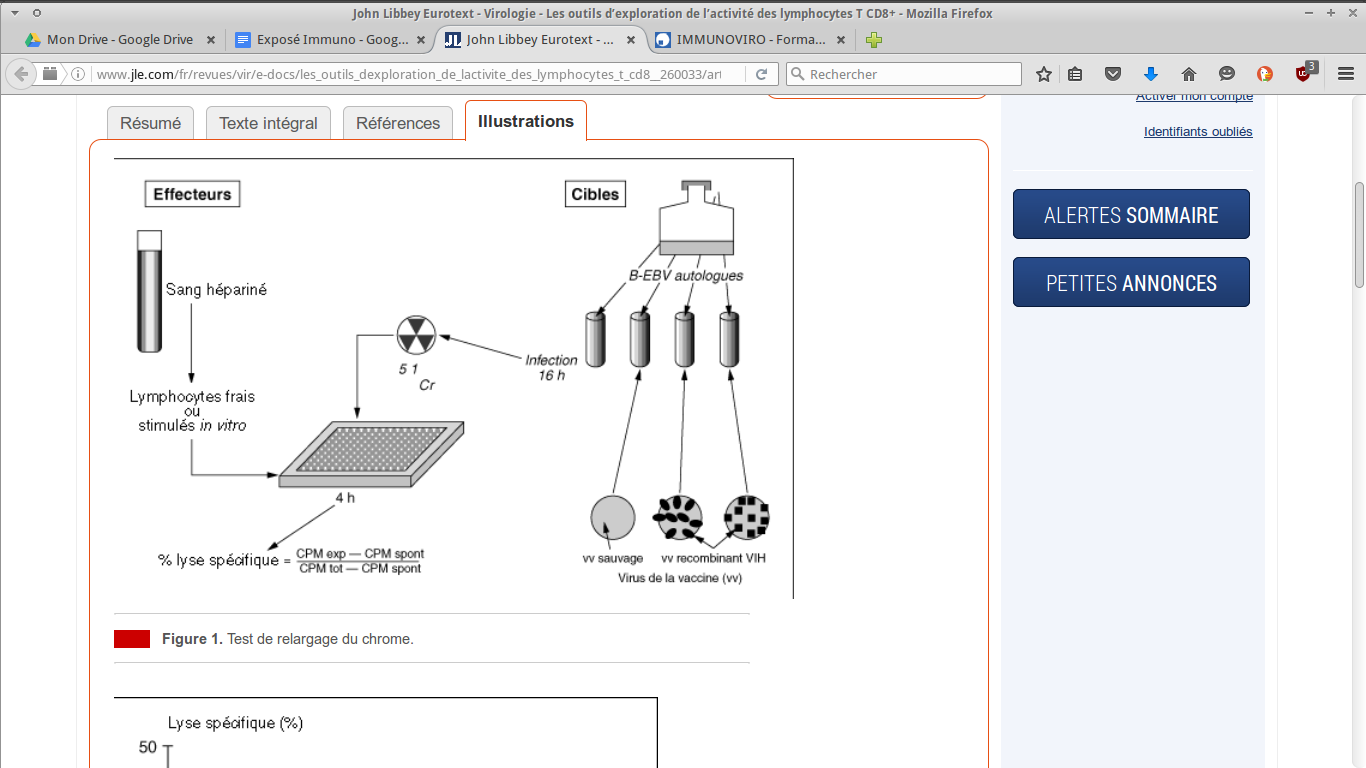 John Libbey Eurotext - Virologie - Les outils d'exploration de l'activité des lymphocytes T CD8+ - Mozilla Firefox
Mon Drive - Google Drive
Exposé Immuno - Goog...
John Libbey Eurotext - ...
IMMUNOVIRO - Forma...
www.jle.com/fr/revues/vir/e-docs/les_outils_dexploration_de_lactivite_des_lymphocytes_t_cd8__260033/art
Rechercher
3
Résumé
Texte intégral
Références
Illustrations
Activer mon compte
Identifiants oubliés
ALERTES SOMMAIRE
PETITES ANNONCES
Effecteurs
Cibles
B-EBV autologues
Sang hépariné
Infection
16 h
51
Cr
Lymphocytes frais
ou
stimulés in vitro
4 h
% lyse spécifique = CPM exp — CPM spont
CPM tot — CPM spont
vv sauvage
vv recombinant VIH
Virus de la vaccine (vv)
Figure 1. Test de relargage du chrome.
Lyse spécifique (%)
50